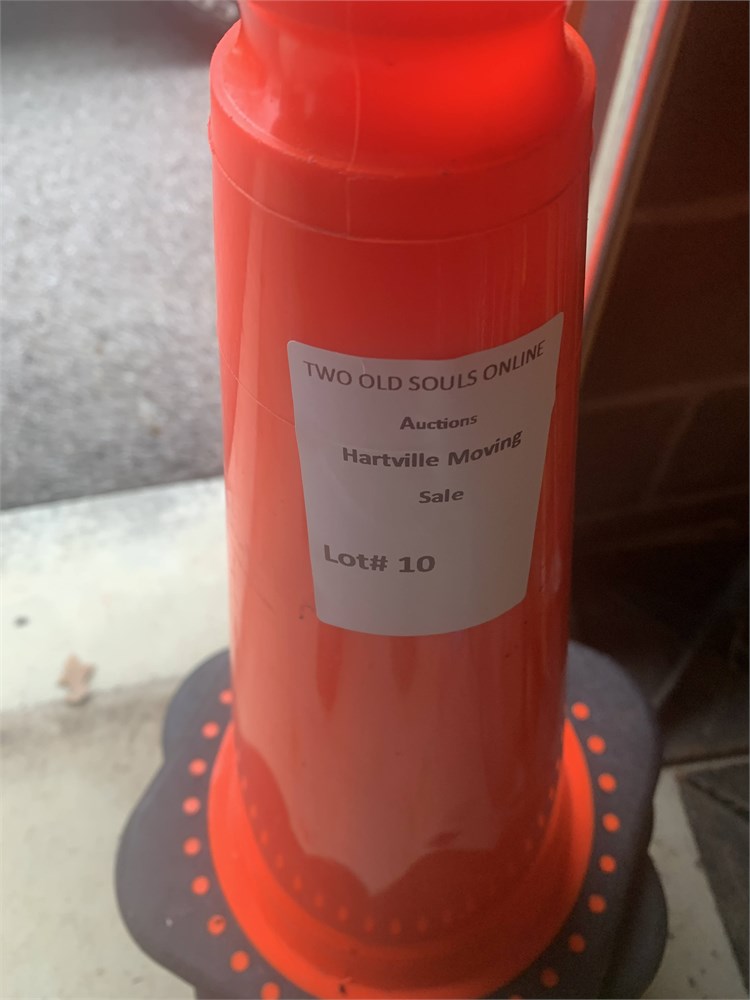 TWO OLD SOULS ONLINE
Auctions
Hartville Moving
Sale
Lot# 10